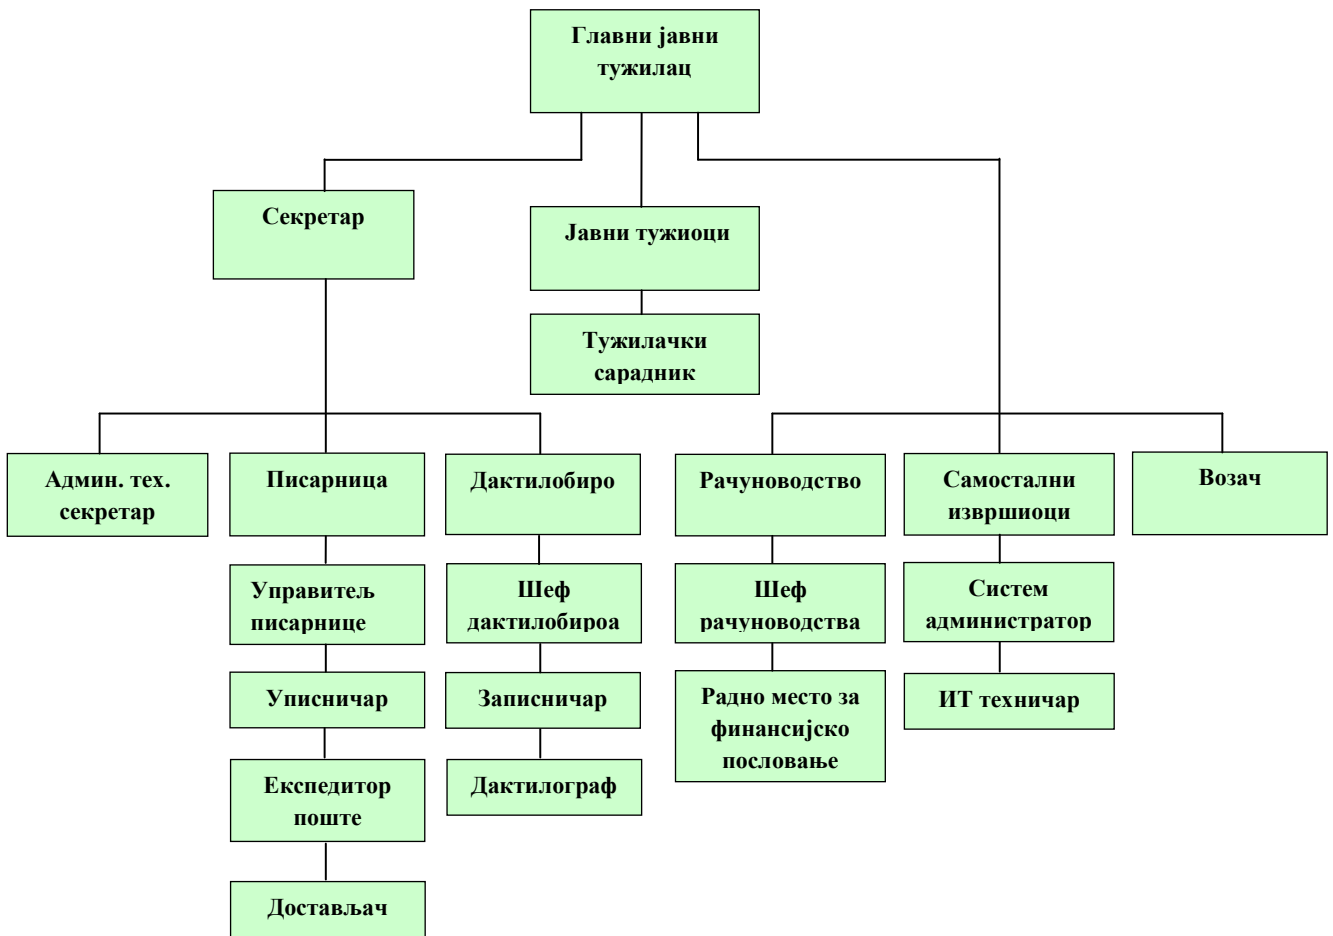 Главни јавни
тужилац
Секретар
Јавни тужиоци
Тужилачки
сарадник
Админ. тех.
секретар
Писарница
Дактилобиро
Рачуноводство
Самостални
извршиоци
Возач
Управитељ
писарнице
Шеф
дактилобироа
Шеф
рачуноводства
Систем
администратор
Уписничар
Записничар
Радно место за
финансијско
пословање
ИТ техничар
Експедитор
поште
Дактилограф
Достављач